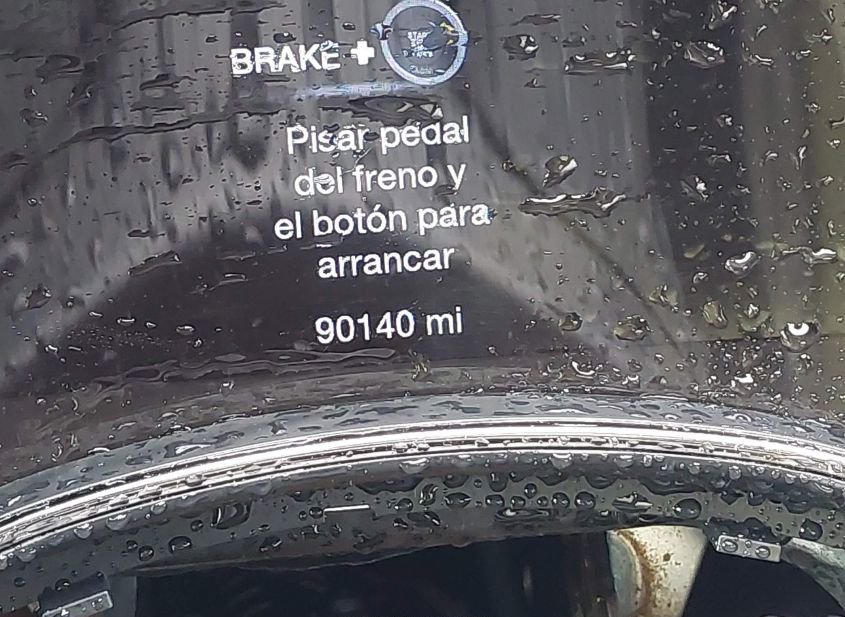 BRAKE +
Pisar pedal
del freno y
el botón para
arrancar
90140 mi